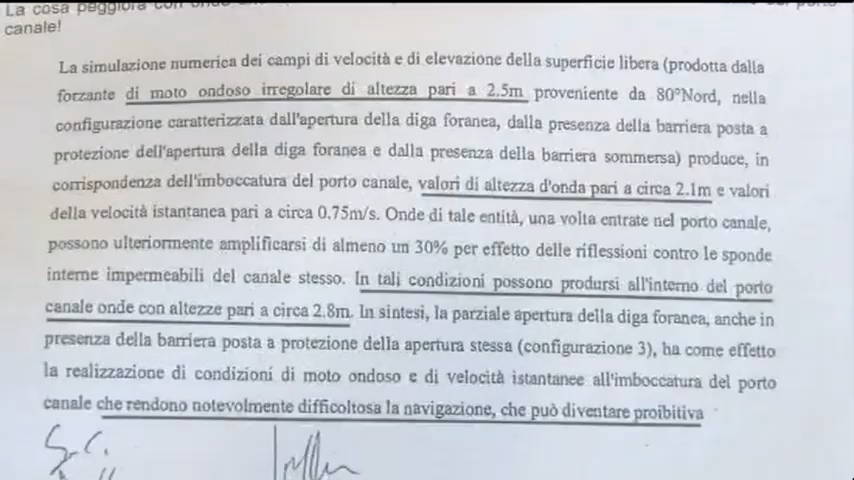 La cosa peggiora con
canale!
La simulazione numerica dei campi di velocità e di elevazione della superficie libera (prodotta dalla
forzante di moto ondoso irregolare di altezza pari a 2.5m proveniente da 80°Nord, nella
configurazione caratterizzata dall'apertura della diga foranea, dalla presenza della barriera posta a
protezione dell'apertura della diga foranea e dalla presenza della barriera sommersa) produce, in
corrispondenza dell'imboccatura del porto canale, valori di altezza d'onda pari a circa 2.1m e valori
della velocità istantanea pari a circa 0.75m/s. Onde di tale entità, una volta entrate nel porto canale,
possono ulteriormente amplificarsi di almeno un 30% per effetto delle riflessioni contro le sponde
interne impermeabili del canale stesso. In tali condizioni possono prodursi all'interno del porto
canale onde con altezze pari a circa 2.8m. In sintesi, la parziale apertura della diga foranea, anche in
presenza della barriera posta a protezione della apertura stessa (configurazione 3), ha come effetto
la realizzazione di condizioni di moto ondoso e di velocità istantanee all'imboccatura del porto
canale che rendono notevolmente difficoltosa la navigazione, che può diventare proibitiva